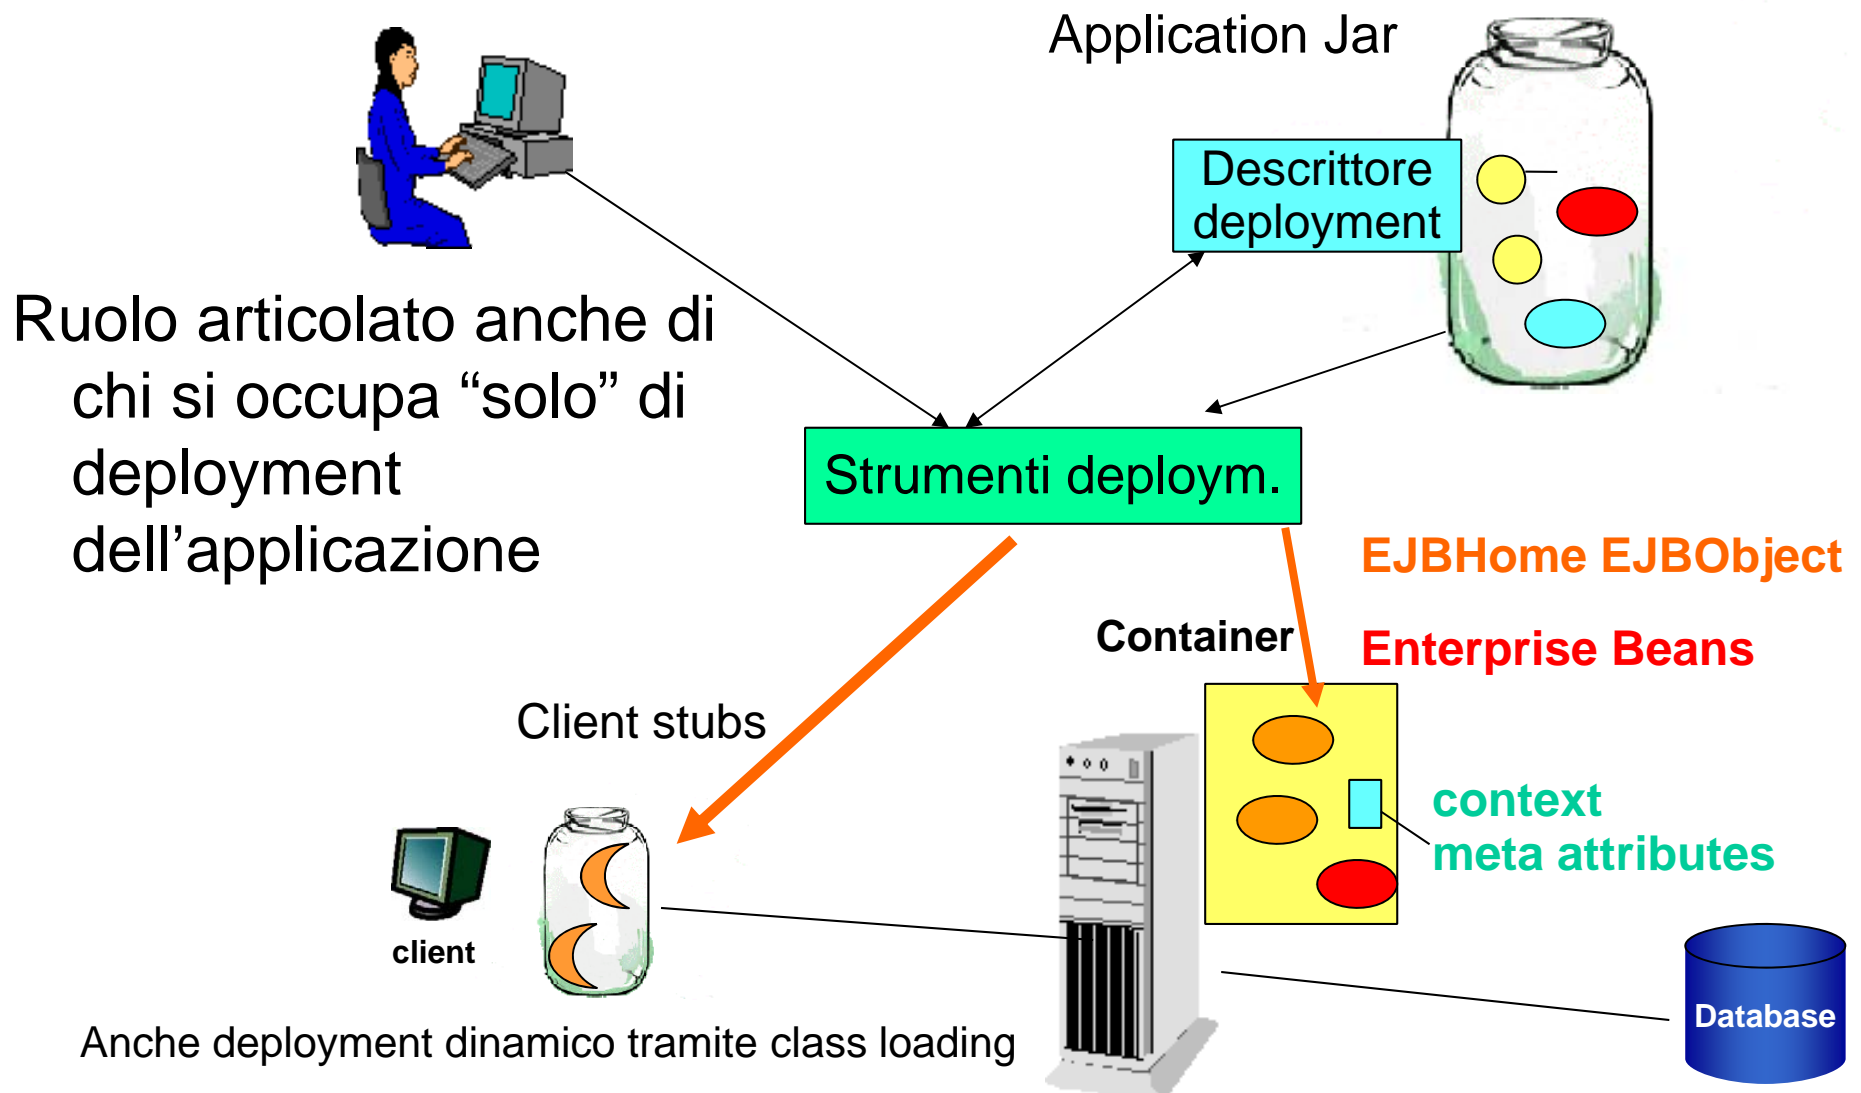 Application Jar
Descrittore
deployment
Ruolo articolato anche di
chi si occupa “solo” di
deployment
dell’applicazione
Strumenti deploym.
EJBHome EJBObject
Container
Enterprise Beans
Client stubs
context
meta attributes
client
Database
Anche deployment dinamico tramite class loading